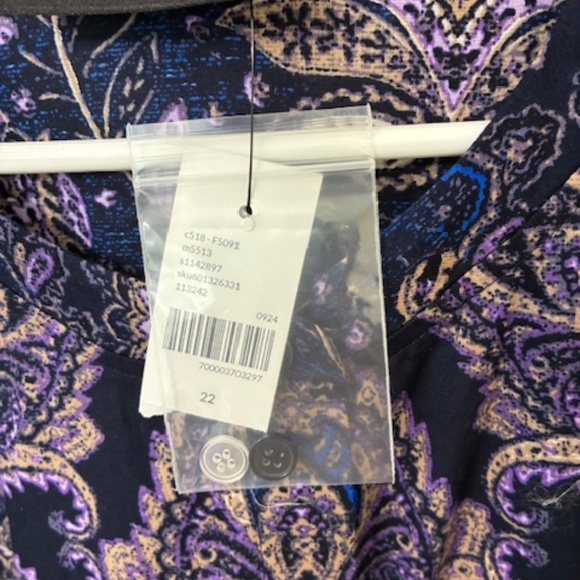 c518 - F5091
m5513
s1142897
sku601326331
113242
0924
700003703297
22